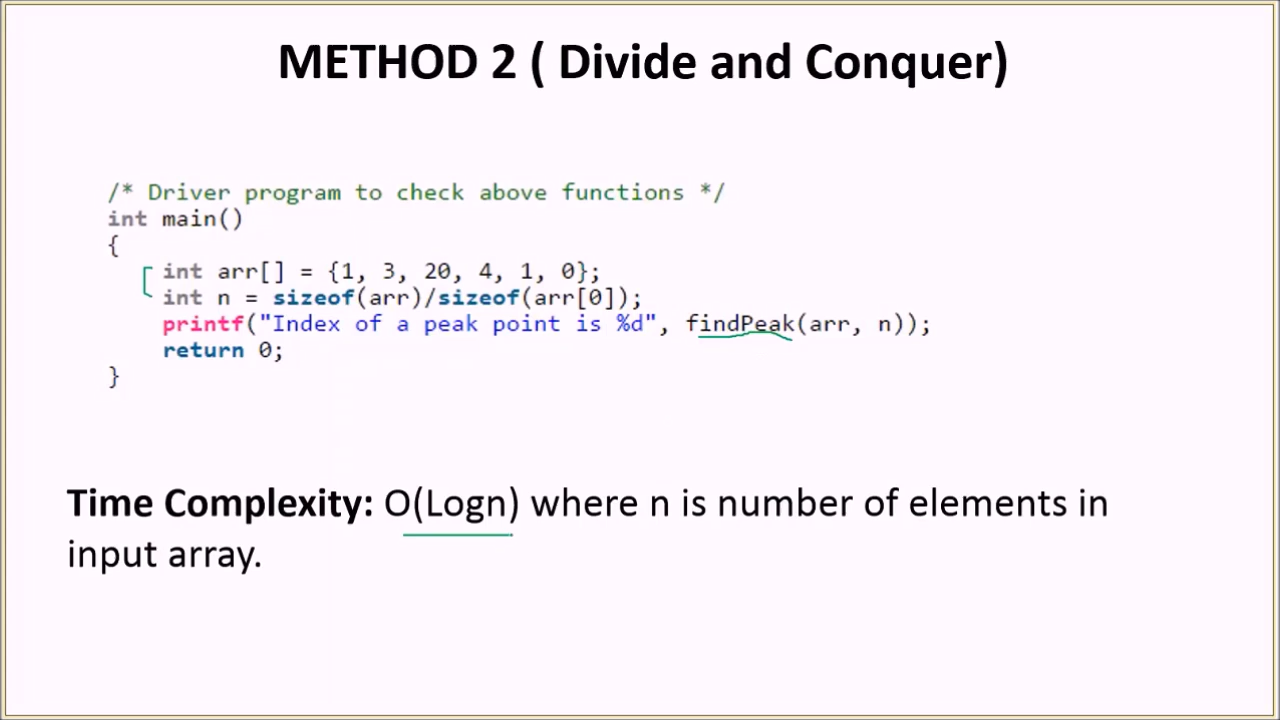 METHOD 2 ( Divide and Conquer)
/* Driver program to check above functions */
int main()
{
int arr[] = {1, 3, 20, 4, 1, 0};
int n = sizeof(arr)/sizeof(arr[0]);
printf("Index of a peak point is %d", findPeak(arr, n));
return 0;
}
Time Complexity: O(Logn) where n is number of elements in
input array.